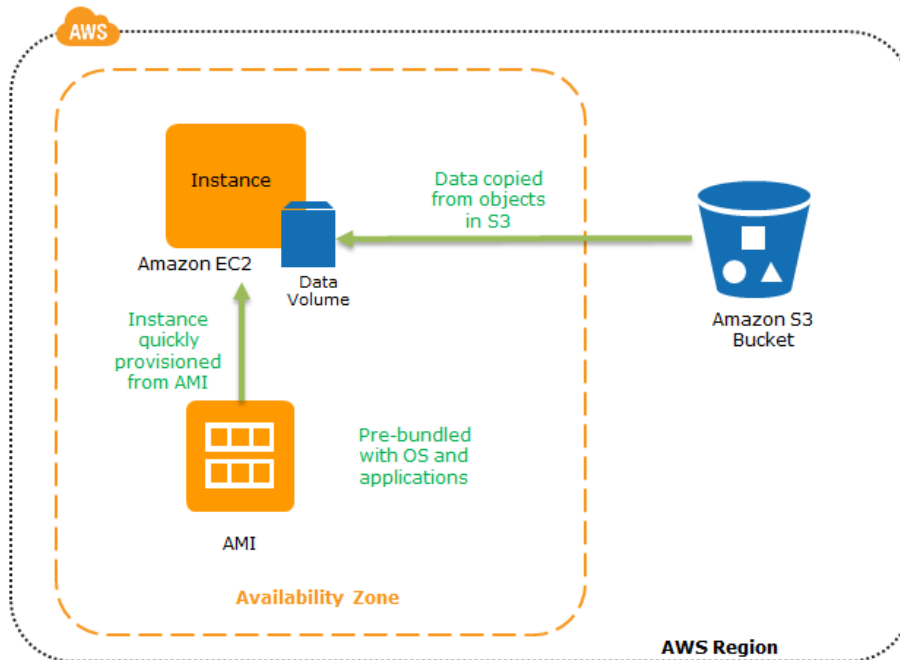 AWS
Instance
Amazon EC2
Data
Volume
Data copied
from objects
in S3
Amazon S3
Bucket
Instance
quickly
provisioned
from AMI
Pre-bundled
with OS and
applications
AMI
Availability Zone
AWS Region